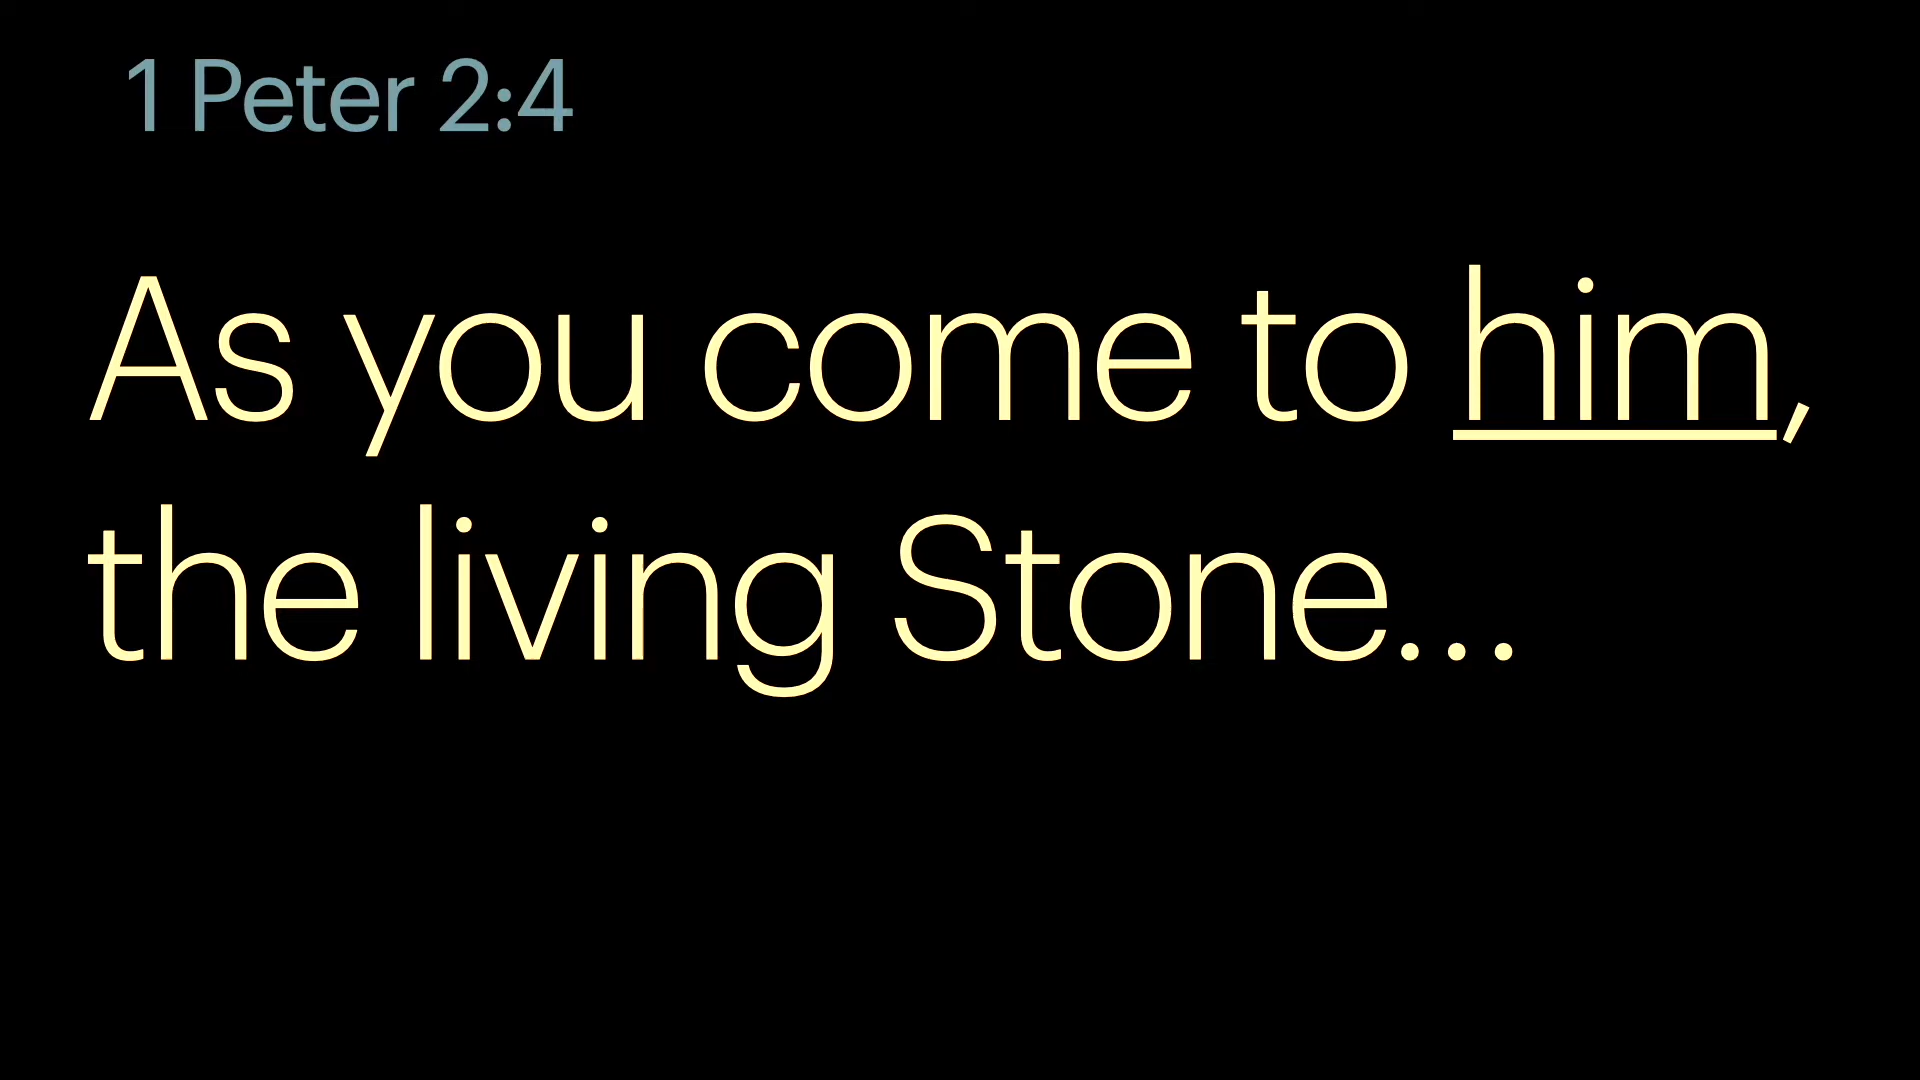 1 Peter 2:4
As you come to him,
the living Stone...